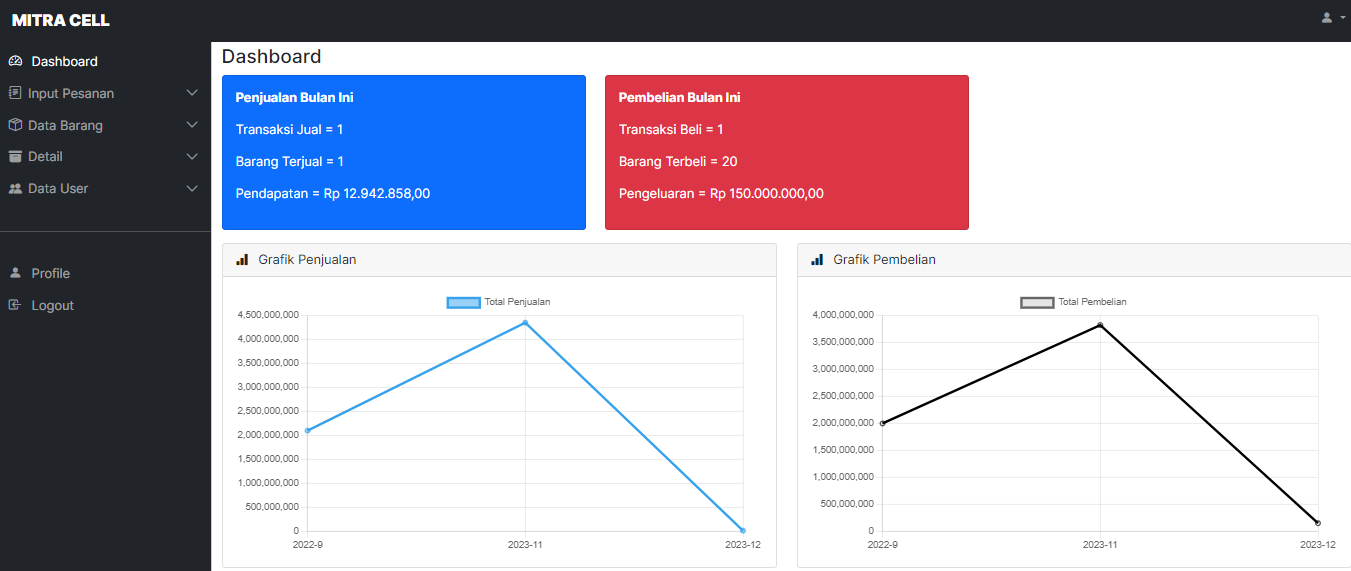 MITRA CELL
Dashboard
Input Pesanan
Data Barang
Detail
Data User
Profile
Logout
Dashboard
Penjualan Bulan Ini
Transaksi Jual = 1
Barang Terjual = 1
Pendapatan = Rp 12.942.858,00
Pembelian Bulan Ini
Transaksi Beli = 1
Barang Terbeli = 20
Pengeluaran = Rp 150.000.000,00
Grafik Penjualan
Total Penjualan
4,500,000,000
4,000,000,000
3,500,000,000
3,000,000,000
2,500,000,000
2,000,000,000
1,500,000,000
1,000,000,000
500,000,000
0
2022-9 2023-11 2023-12
Grafik Pembelian
Total Pembelian
4,000,000,000
3,500,000,000
3,000,000,000
2,500,000,000
2,000,000,000
1,500,000,000
1,000,000,000
500,000,000
0
2022-9 2023-11 2023-12